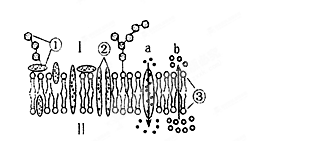 ① Ⅰ ② a b
③
Ⅱ